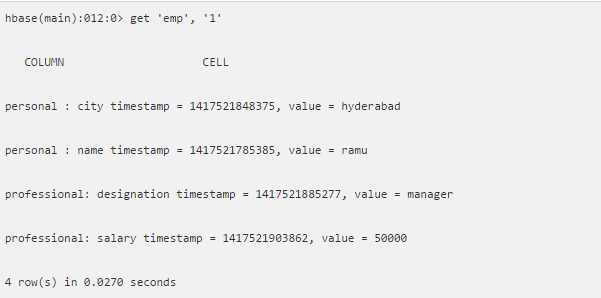 hbase(main):012:0> get 'emp', '1'
COLUMN CELL
personal : city timestamp = 1417521848375, value = hyderabad
personal : name timestamp = 1417521785385, value = ramu
professional: designation timestamp = 1417521885277, value = manager
professional: salary timestamp = 1417521903862, value = 50000
4 row(s) in 0.0270 seconds